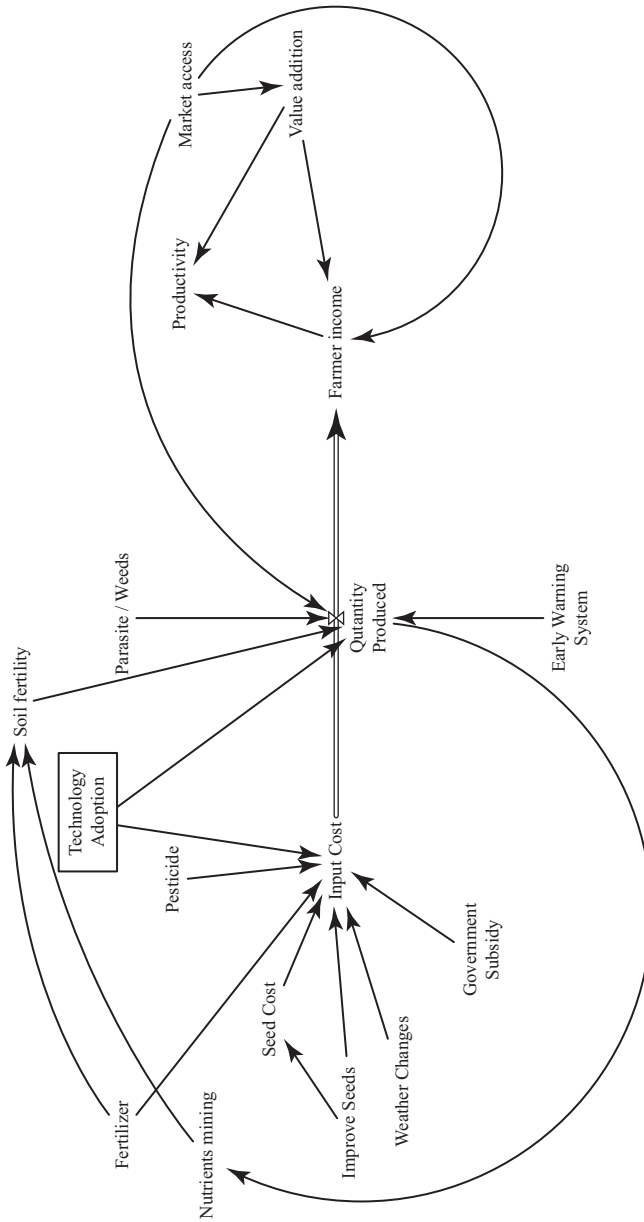 Soil fertility
Fertilizer
Nutrients mining
Technology
Adoption
Pesticide
Parasite / Weeds
Seed Cost
Improve Seeds
Weather Changes
Government
Subsidy
Input Cost
Qutantity
Produced
Early Warning
System
Farmer income
Productivity
Market access
Value addition